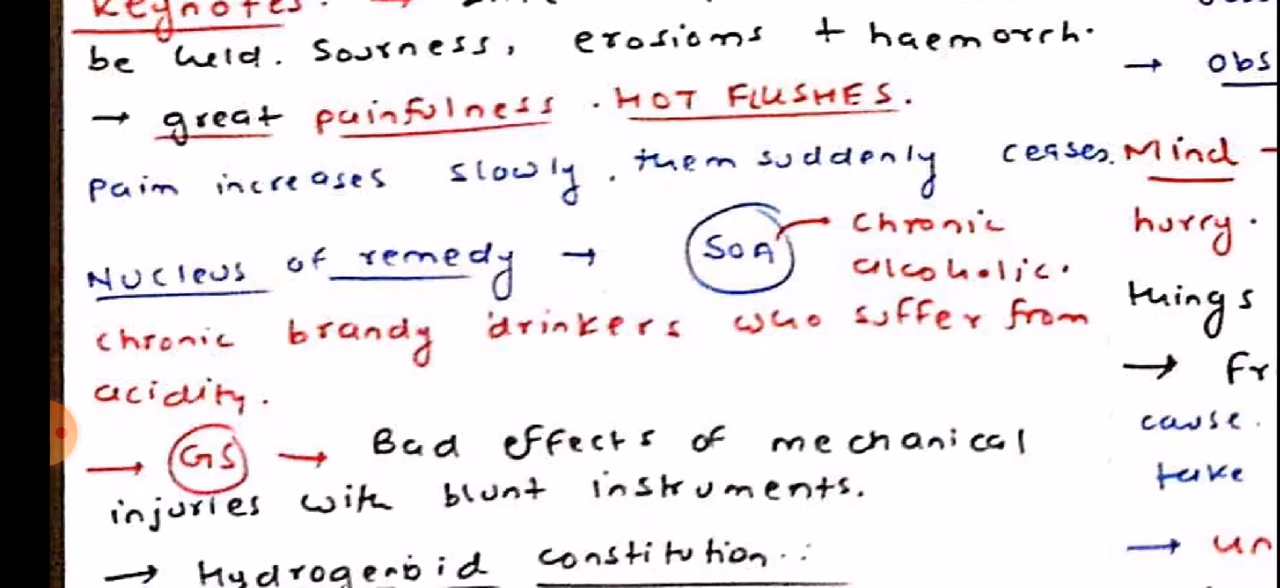 Keynotes. →
be held. Sourness, erosions + haemorrh.
→ great painfulness. HOT FLUSHES.
Pain increases slowly, then suddenly ceases.
Nucleus of remedy → SOA → Chronic
alcoholic.
chronic brandy drinkers who suffer from
acidity.
→ GS → Bad effects of mechanical
injuries with blunt instruments.
→ Hydrogenoid constitution.
→ obs
Mind -
hurry.
things
→ Fr
cause.
take
→ un